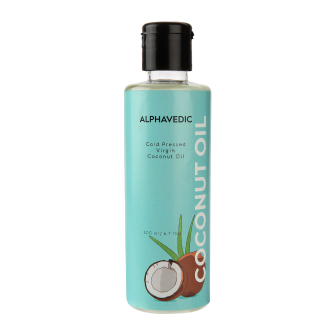 ALPHAVEDIC
Cold Pressed
Virgin
Coconut Oil
COCONUT OIL